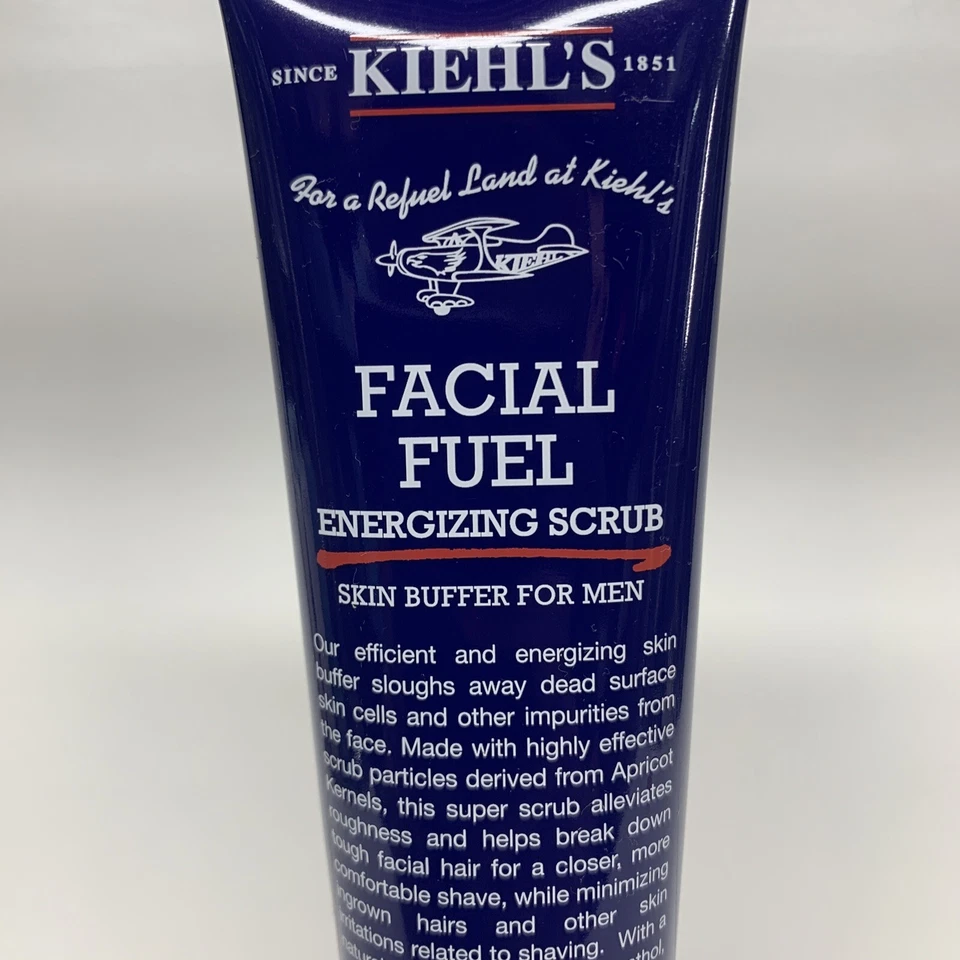 SINCE KIEHL'S 1851
For a Refuel Land at Kiehl's
KIEHL'S
FACIAL
FUEL
ENERGIZING SCRUB
SKIN BUFFER FOR MEN
Our efficient and energizing skin
buffer sloughs away dead surface
skin cells and other impurities from
the face. Made with highly effective
scrub particles derived from Apricot
Kernels, this super scrub alleviates
roughness and helps break down
tough facial hair for a closer, more
comfortable shave, while minimizing
ingrown hairs and other skin
irritations related to shaving. With a